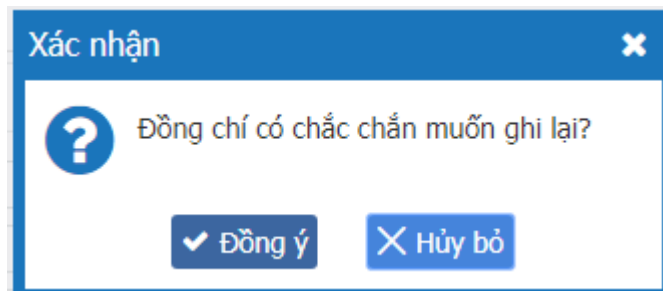 Xác nhận
Đồng chí có chắc chắn muốn ghi lại?
Đồng ý
Hủy bỏ